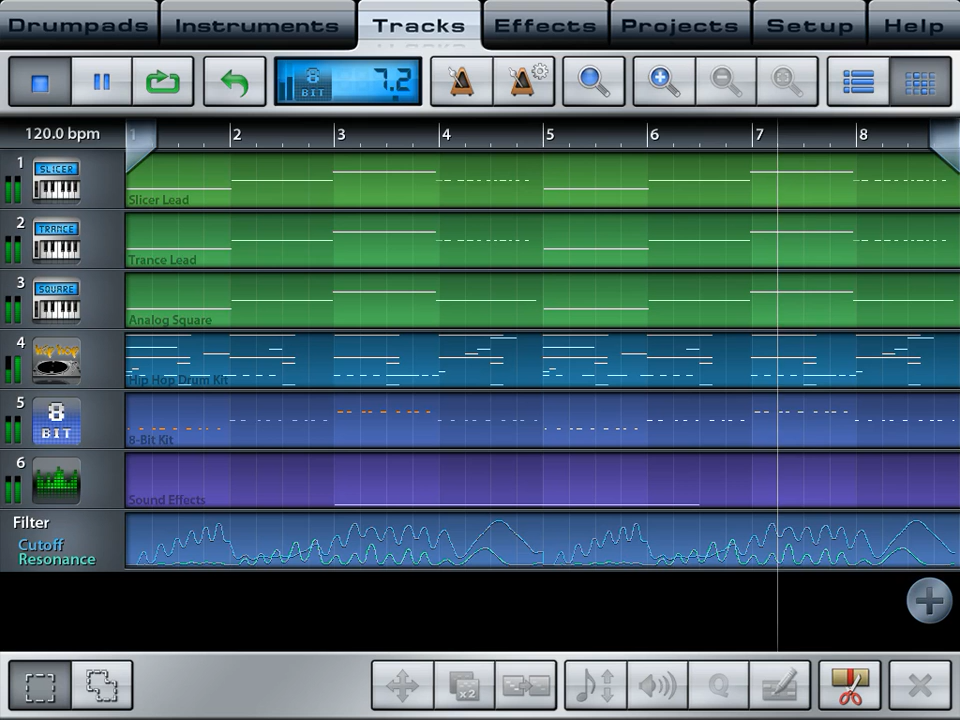 Drumpads Instruments Tracks Effects Projects Setup Help
8 BIT 7.2
120.0 bpm 1 2 3 4 5 6 7 8
1 SLICER
Slicer Lead
2 TRANCE
Trance Lead
3 SQUARE
Analog Square
4 hip hop
Hip Hop Drum Kit
5 8 BIT
8-Bit Kit
6
Sound Effects
Filter
Cutoff
Resonance
x2 Q